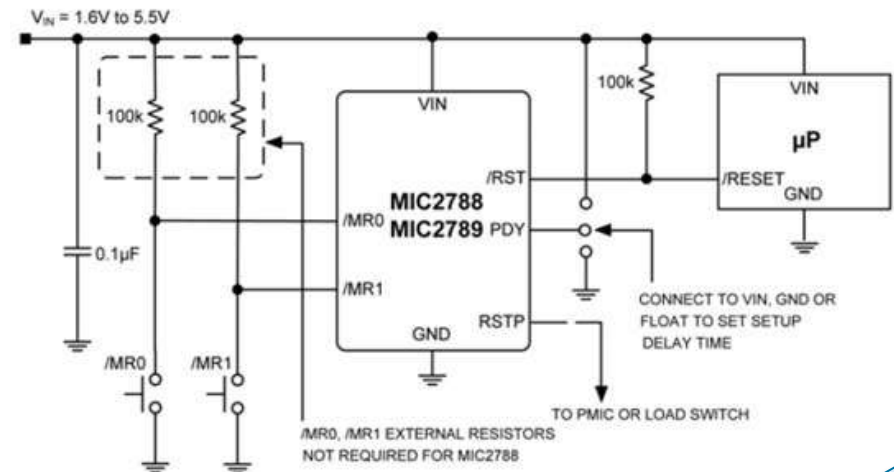 V_IN = 1.6V to 5.5V
100k
100k
100k
VIN
VIN
µP
/RST
/RESET
MIC2788
GND
/MR0
MIC2789
PDY
0.1µF
/MR1
CONNECT TO VIN, GND OR
FLOAT TO SET SETUP
DELAY TIME
RSTP
GND
/MR0
/MR1
TO PMIC OR LOAD SWITCH
/MR0, /MR1 EXTERNAL RESISTORS
NOT REQUIRED FOR MIC2788